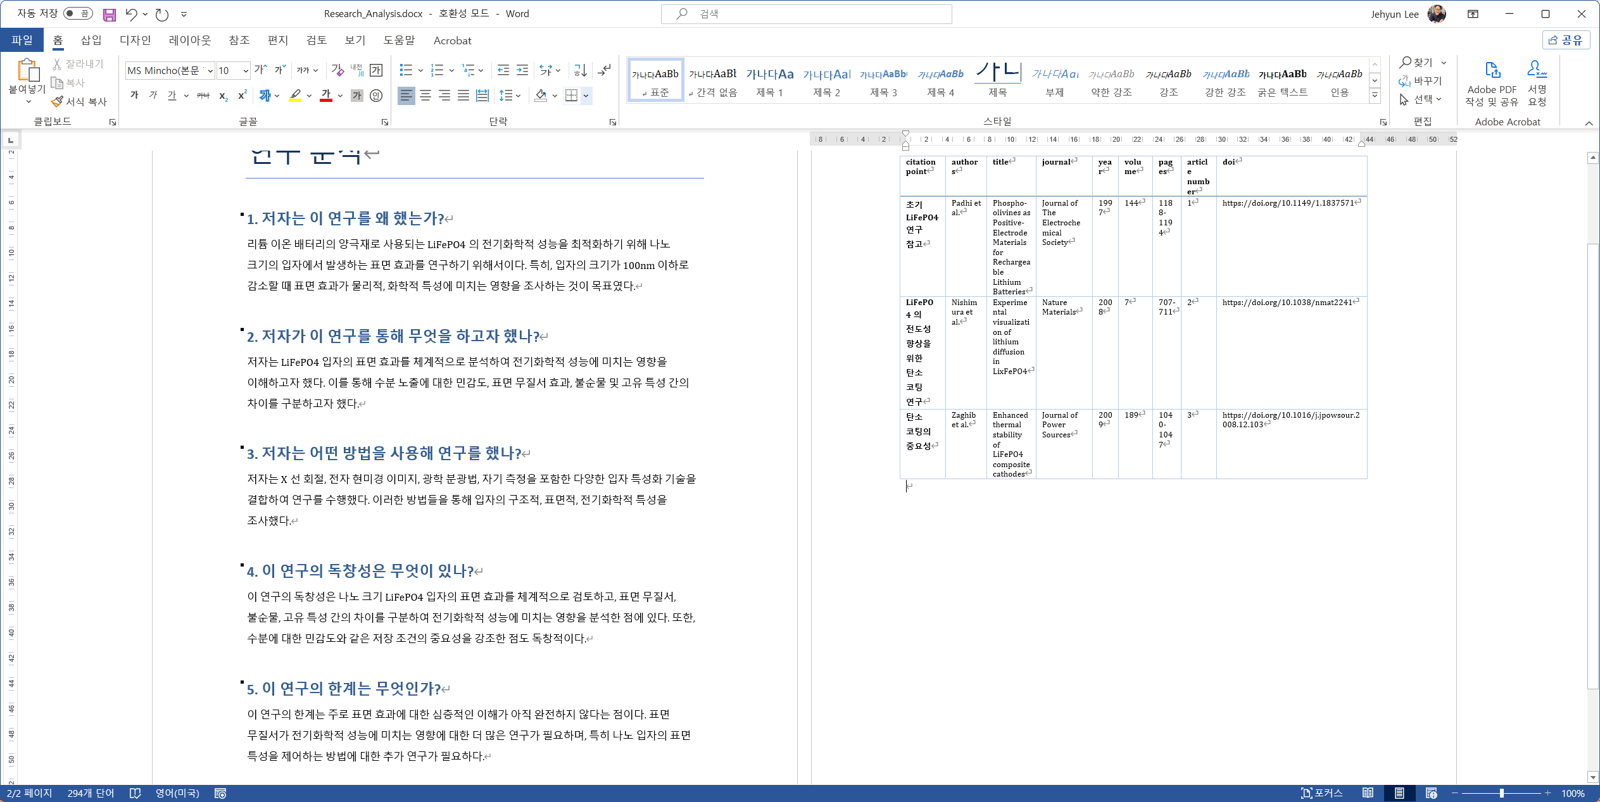 자동 저장 끔
Research_Analysis.docx - 호환성 모드 - Word
검색
Jehyun Lee
파일 홈 삽입 디자인 레이아웃 참조 편지 검토 보기 도움말 Acrobat
공유
붙여넣기
잘라내기
복사
서식 복사
클립보드
MS Mincho(본문 10
글꼴
단락
가나다AaBb 가나다AaBb 가나다Aa 가나다Aa 가나다AaBb 가나다AaBb 가나다Aa 가나다AaBb 가나다AaBb 가나다AaBb 가나다AaBb 가나다AaBb
표준 간격 없음 제목 1 제목 2 제목 3 제목 4 제목 부제 약한 강조 강조 강한 강조 굵은 텍스트 인용
스타일
찾기
바꾸기
선택
편집
Adobe PDF
작성 및 공유
서명
요청
Adobe Acrobat
연구 분석
1. 저자는 이 연구를 왜 했는가?
리튬 이온 배터리의 양극재로 사용되는 LiFePO4 의 전기화학적 성능을 최적화하기 위해 나노
크기의 입자에서 발생하는 표면 효과를 연구하기 위해서이다. 특히, 입자의 크기가 100nm 이하로
감소할 때 표면 효과가 물리적, 화학적 특성에 미치는 영향을 조사하는 것이 목표였다.
2. 저자가 이 연구를 통해 무엇을 하고자 했나?
저자는 LiFePO4 입자의 표면 효과를 체계적으로 분석하여 전기화학적 성능에 미치는 영향을
이해하고자 했다. 이를 통해 수분 노출에 대한 민감도, 표면 무질서 효과, 불순물 및 고유 특성 간의
차이를 구분하고자 했다.
3. 저자는 어떤 방법을 사용해 연구를 했나?
저자는 X 선 회절, 전자 현미경 이미지, 광학 분광법, 자기 측정을 포함한 다양한 입자 특성화 기술을
결합하여 연구를 수행했다. 이러한 방법들을 통해 입자의 구조적, 표면적, 전기화학적 특성을
조사했다.
4. 이 연구의 독창성은 무엇이 있나?
이 연구의 독창성은 나노 크기 LiFePO4 입자의 표면 효과를 체계적으로 검토하고, 표면 무질서,
불순물, 고유 특성 간의 차이를 구분하여 전기화학적 성능에 미치는 영향을 분석한 점에 있다. 또한,
수분에 대한 민감도와 같은 저장 조건의 중요성을 강조한 점도 독창적이다.
5. 이 연구의 한계는 무엇인가?
이 연구의 한계는 주로 표면 효과에 대한 심층적인 이해가 아직 완전하지 않다는 점이다. 표면
무질서가 전기화학적 성능에 미치는 영향에 대한 더 많은 연구가 필요하며, 특히 나노 입자의 표면
특성을 제어하는 방법에 대한 추가 연구가 필요하다.
citation
point
author
s
title
journal
yea
r
volu
me
pag
es
articl
e
numb
er
doi
초기
LiFePO4
연구
참고
Padhi et
al.
Phospho-
olivines as
Positive-
Electrode
Materials
for
Rechargea
ble
Lithium
Batteries
Journal of
The
Electroche
mical
Society
199
7
144
118
8-
119
4
1
https://doi.org/10.1149/1.1837571
LiFePO
4 의
전도성
향상을
위한
탄소
코팅
연구
Nishim
ura et
al.
Experime
ntal
visualizati
on of
lithium
diffusion
in
LixFePO4
Nature
Materials
200
8
7
707-
711
2
https://doi.org/10.1038/nmat2241
탄소
코팅의
중요성
Zaghib
et al.
Enhanced
thermal
stability
of
LiFePO4
composite
cathodes
Journal of
Power
Sources
200
9
189
104
0-
104
7
3
https://doi.org/10.1016/j.jpowsour.2
008.12.103
2/2 페이지 294개 단어 영어(미국)
포커스
100%